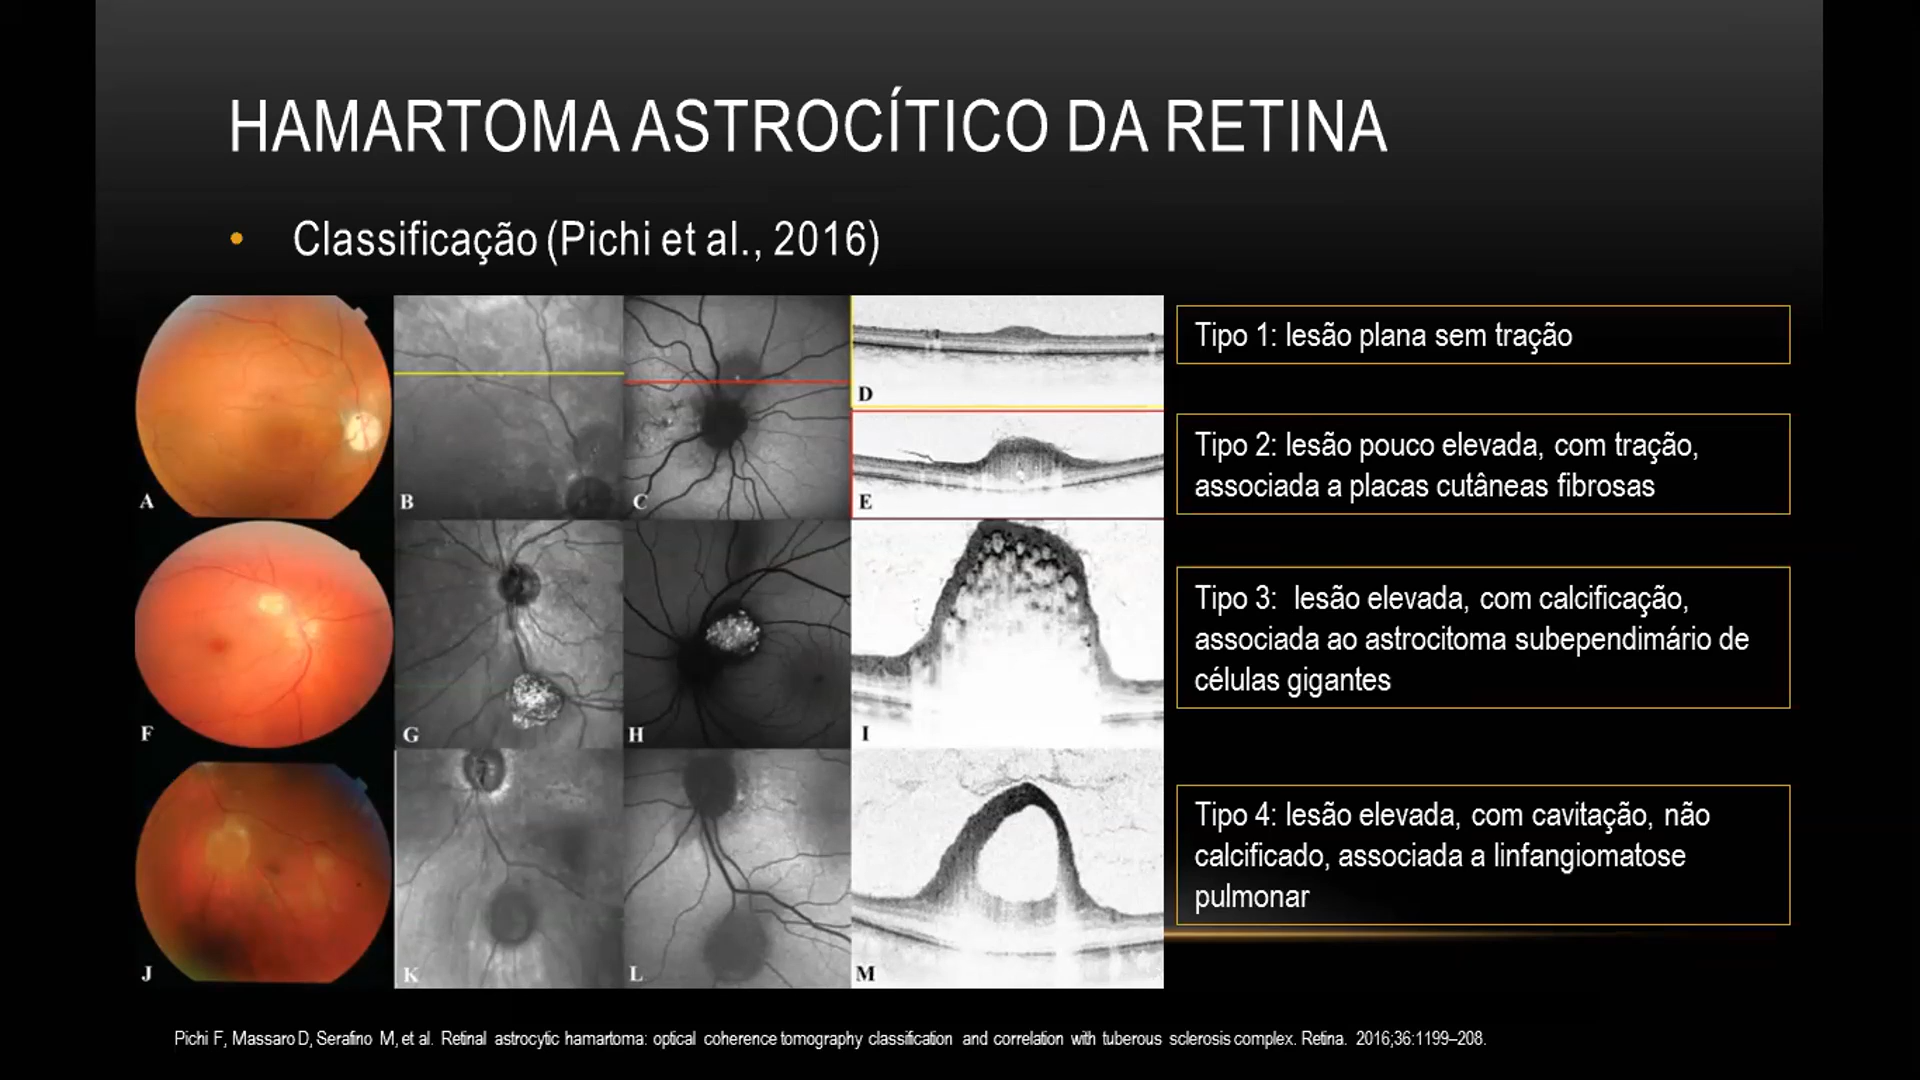 HAMARTOMA ASTROCÍTICO DA RETINA
• Classificação (Pichi et al., 2016)
A
B
C
D
E
Tipo 1: lesão plana sem tração
Tipo 2: lesão pouco elevada, com tração,
associada a placas cutâneas fibrosas
F
G
H
I
Tipo 3: lesão elevada, com calcificação,
associada ao astrocitoma subependimário de
células gigantes
J
K
L
M
Tipo 4: lesão elevada, com cavitação, não
calcificado, associada a linfangiomatose
pulmonar
Pichi F, Massaro D, Serafino M, et al. Retinal astrocytic hamartoma: optical coherence tomography classification and correlation with tuberous sclerosis complex. Retina. 2016;36:1199–208.